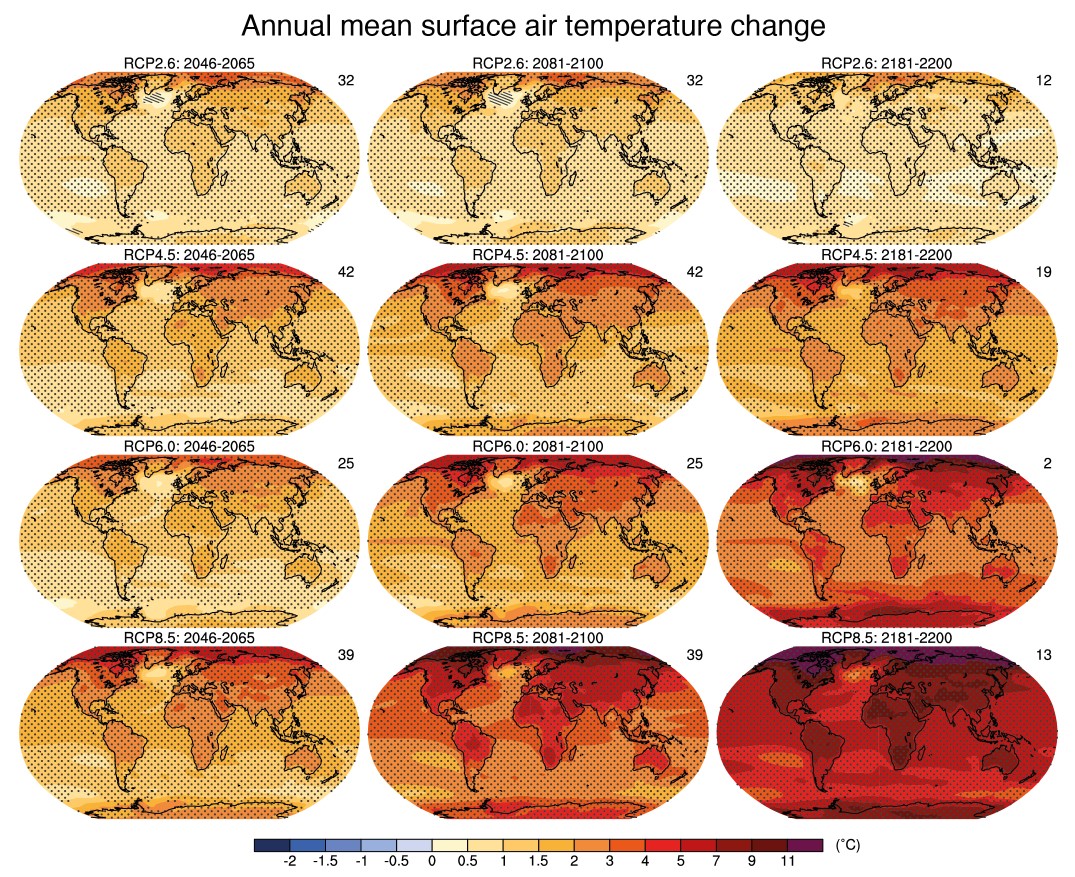 Annual mean surface air temperature change
RCP2.6: 2046-2065
32
RCP2.6: 2081-2100
32
RCP2.6: 2181-2200
12
RCP4.5: 2046-2065
42
RCP4.5: 2081-2100
42
RCP4.5: 2181-2200
19
RCP6.0: 2046-2065
25
RCP6.0: 2081-2100
25
RCP6.0: 2181-2200
2
RCP8.5: 2046-2065
39
RCP8.5: 2081-2100
39
RCP8.5: 2181-2200
13
-2 -1.5 -1 -0.5 0 0.5 1 1.5 2 3 4 5 7 9 11 (°C)